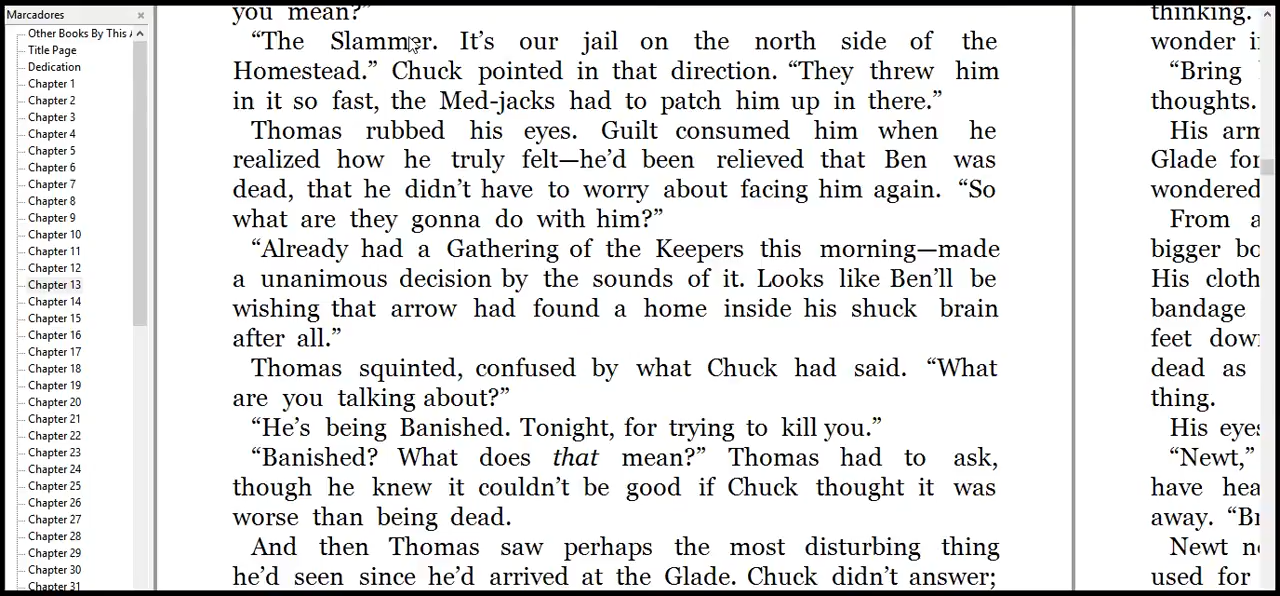 Marcadores
Other Books By This A
Title Page
Dedication
Chapter 1
Chapter 2
Chapter 3
Chapter 4
Chapter 5
Chapter 6
Chapter 7
Chapter 8
Chapter 9
Chapter 10
Chapter 11
Chapter 12
Chapter 13
Chapter 14
Chapter 15
Chapter 16
Chapter 17
Chapter 18
Chapter 19
Chapter 20
Chapter 21
Chapter 22
Chapter 23
Chapter 24
Chapter 25
Chapter 26
Chapter 27
Chapter 28
Chapter 29
Chapter 30
Chapter 31
you mean?”
“The Slammer. It’s our jail on the north side of the
Homestead.” Chuck pointed in that direction. “They threw him
in it so fast, the Med-jacks had to patch him up in there.”
Thomas rubbed his eyes. Guilt consumed him when he
realized how he truly felt—he’d been relieved that Ben was
dead, that he didn’t have to worry about facing him again. “So
what are they gonna do with him?”
“Already had a Gathering of the Keepers this morning—made
a unanimous decision by the sounds of it. Looks like Ben’ll be
wishing that arrow had found a home inside his shuck brain
after all.”
Thomas squinted, confused by what Chuck had said. “What
are you talking about?”
“He’s being Banished. Tonight, for trying to kill you.”
“Banished? What does that mean?” Thomas had to ask,
though he knew it couldn’t be good if Chuck thought it was
worse than being dead.
And then Thomas saw perhaps the most disturbing thing
he’d seen since he’d arrived at the Glade. Chuck didn’t answer;
thinking.
wonder i
“Bring
thoughts.
His arm
Glade for
wondered
From a
bigger bo
His cloth
bandage
feet dow
dead as
thing.
His eyes
“Newt,”
have hea
away. “Br
Newt n
used for